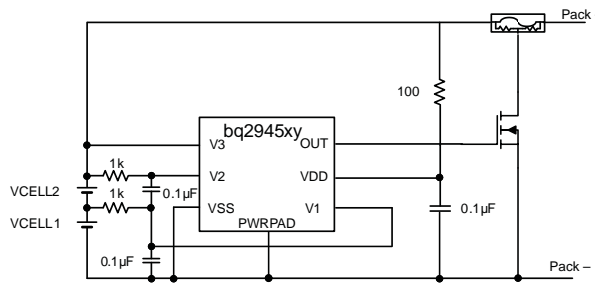 Pack
100
bq2945xy
V3
OUT
1k
V2
VDD
VCELL2
1k
0.1µF
0.1µF
VSS
V1
VCELL1
PWRPAD
0.1µF
Pack –